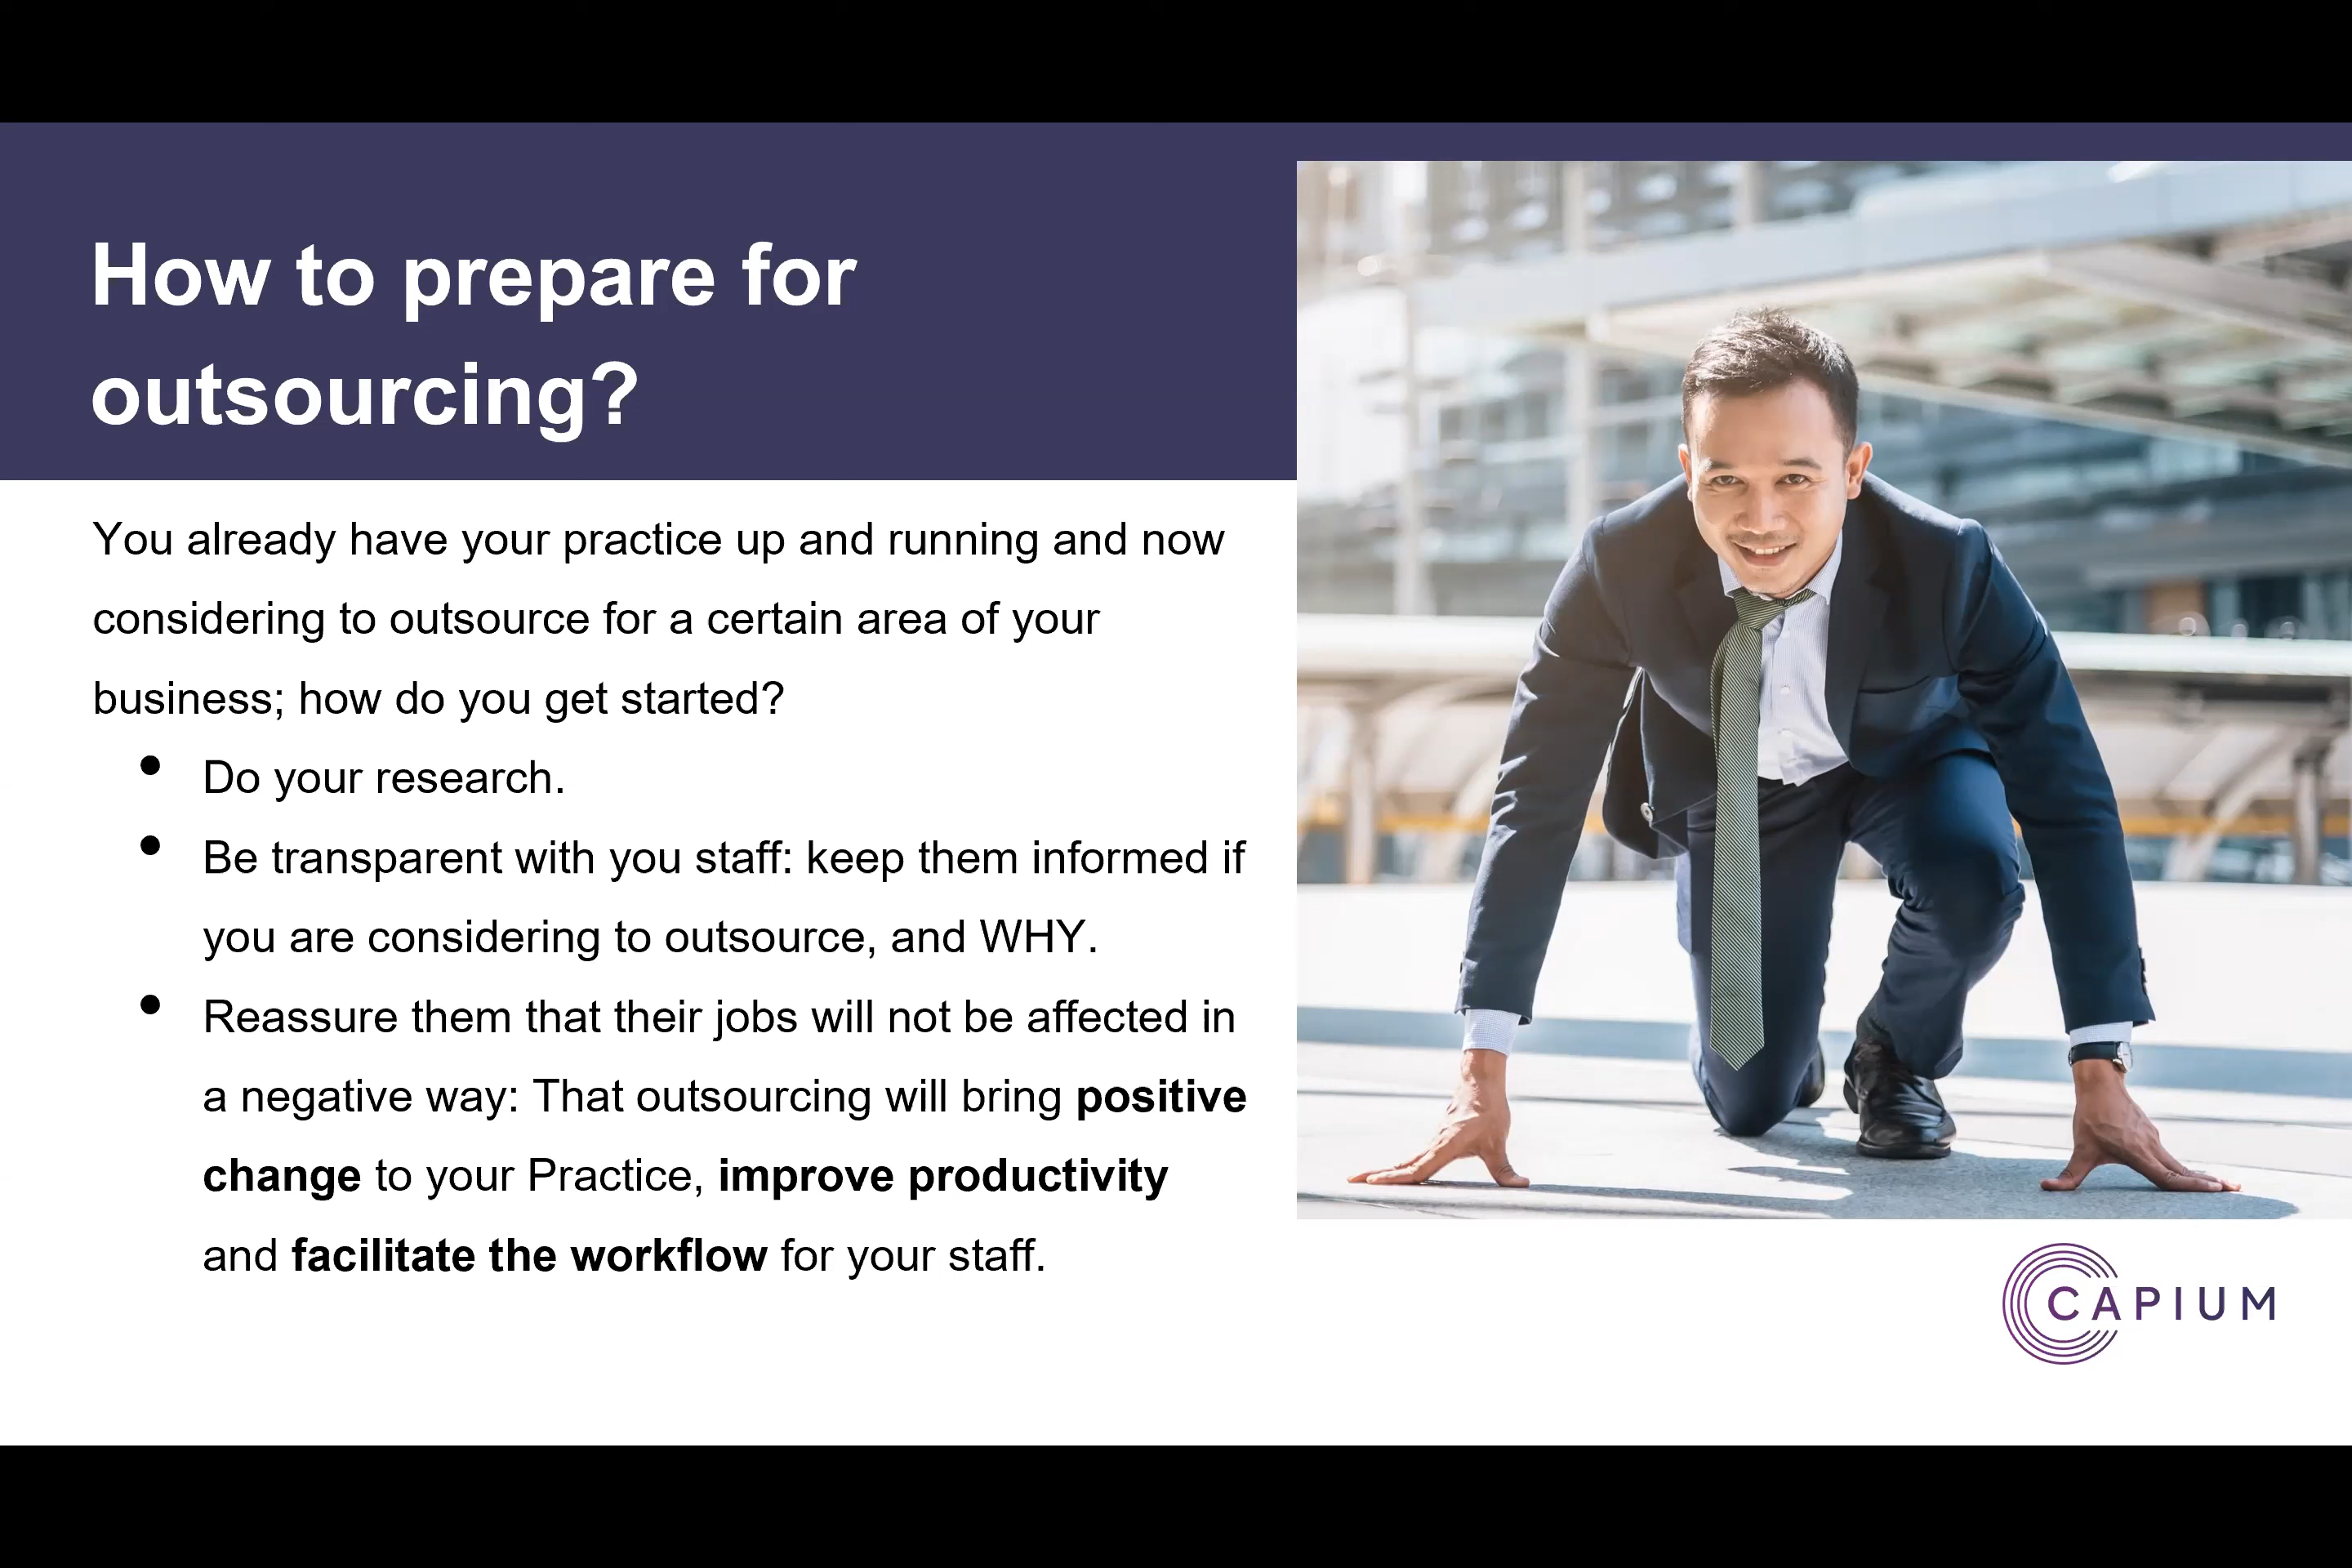 How to prepare for
outsourcing?
You already have your practice up and running and now
considering to outsource for a certain area of your
business; how do you get started?
• Do your research.
• Be transparent with you staff: keep them informed if
you are considering to outsource, and WHY.
• Reassure them that their jobs will not be affected in
a negative way: That outsourcing will bring positive
change to your Practice, improve productivity
and facilitate the workflow for your staff.
CAPIUM